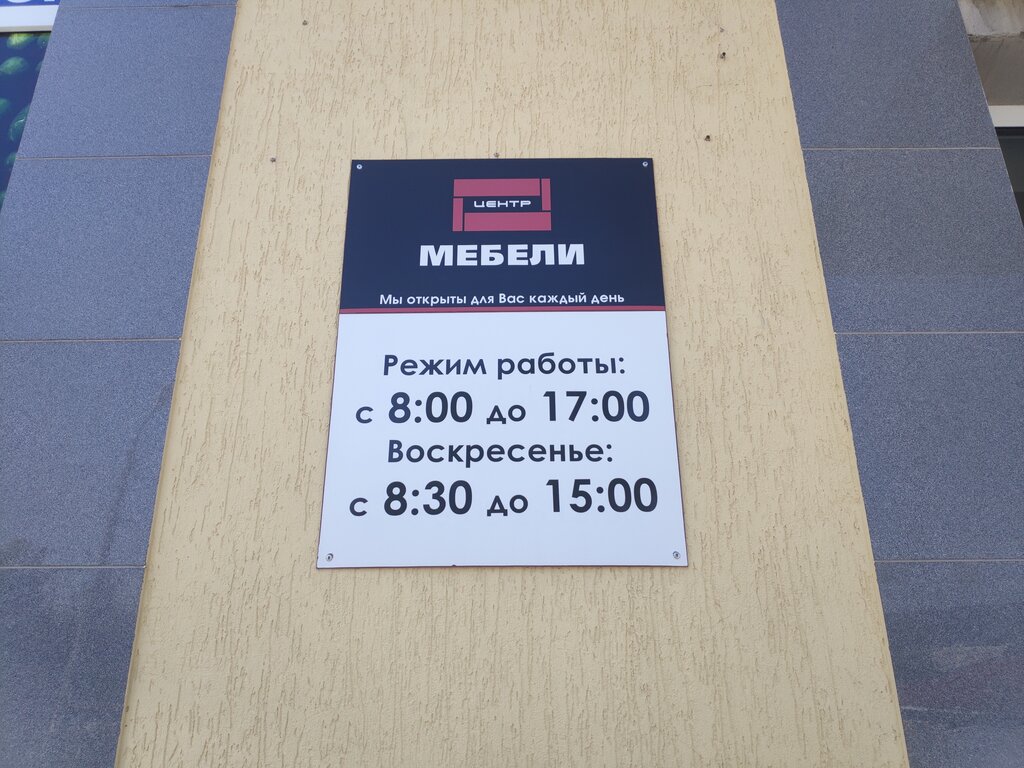 ЦЕНТР
МЕБЕЛИ
Мы открыты для Вас каждый день
Режим работы:
с 8:00 до 17:00
Воскресенье:
с 8:30 до 15:00